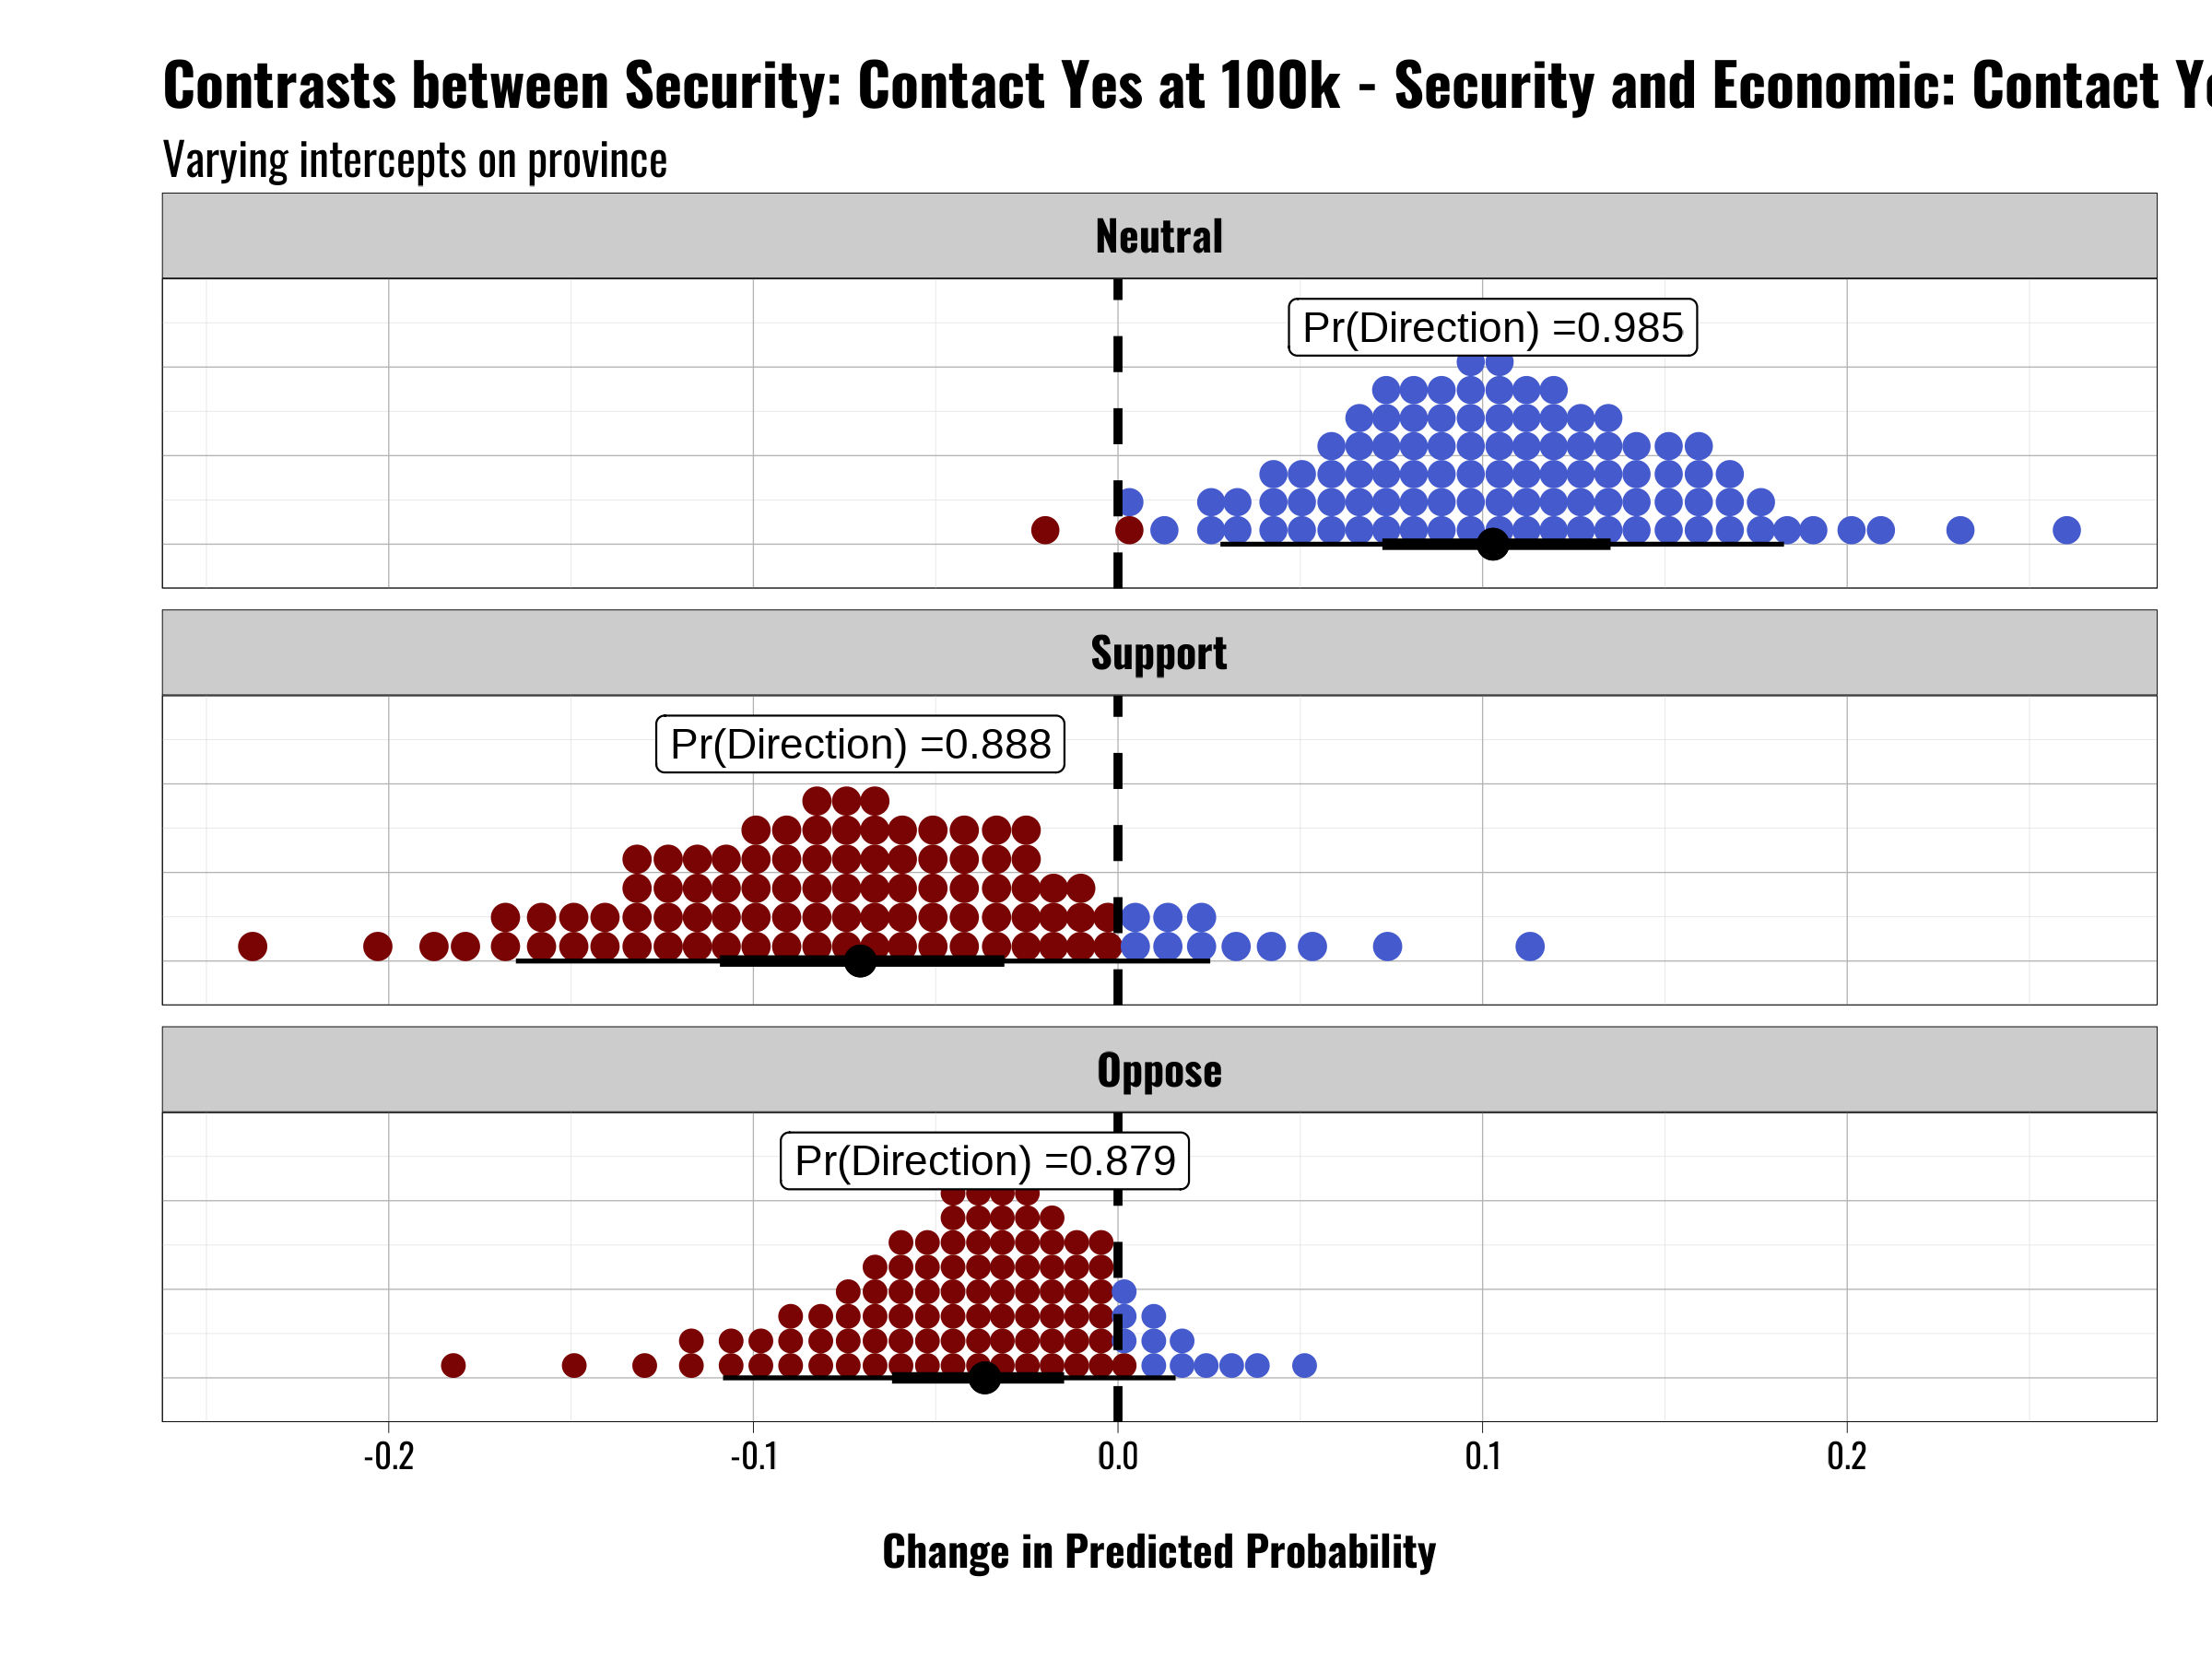 Contrasts between Security: Contact Yes at 100k - Security and Economic: Contact
Varying intercepts on province
Neutral
Pr(Direction) =0.985
Support
Pr(Direction) =0.888
Oppose
Pr(Direction) =0.879
-0.2 -0.1 0.0 0.1 0.2
Change in Predicted Probability